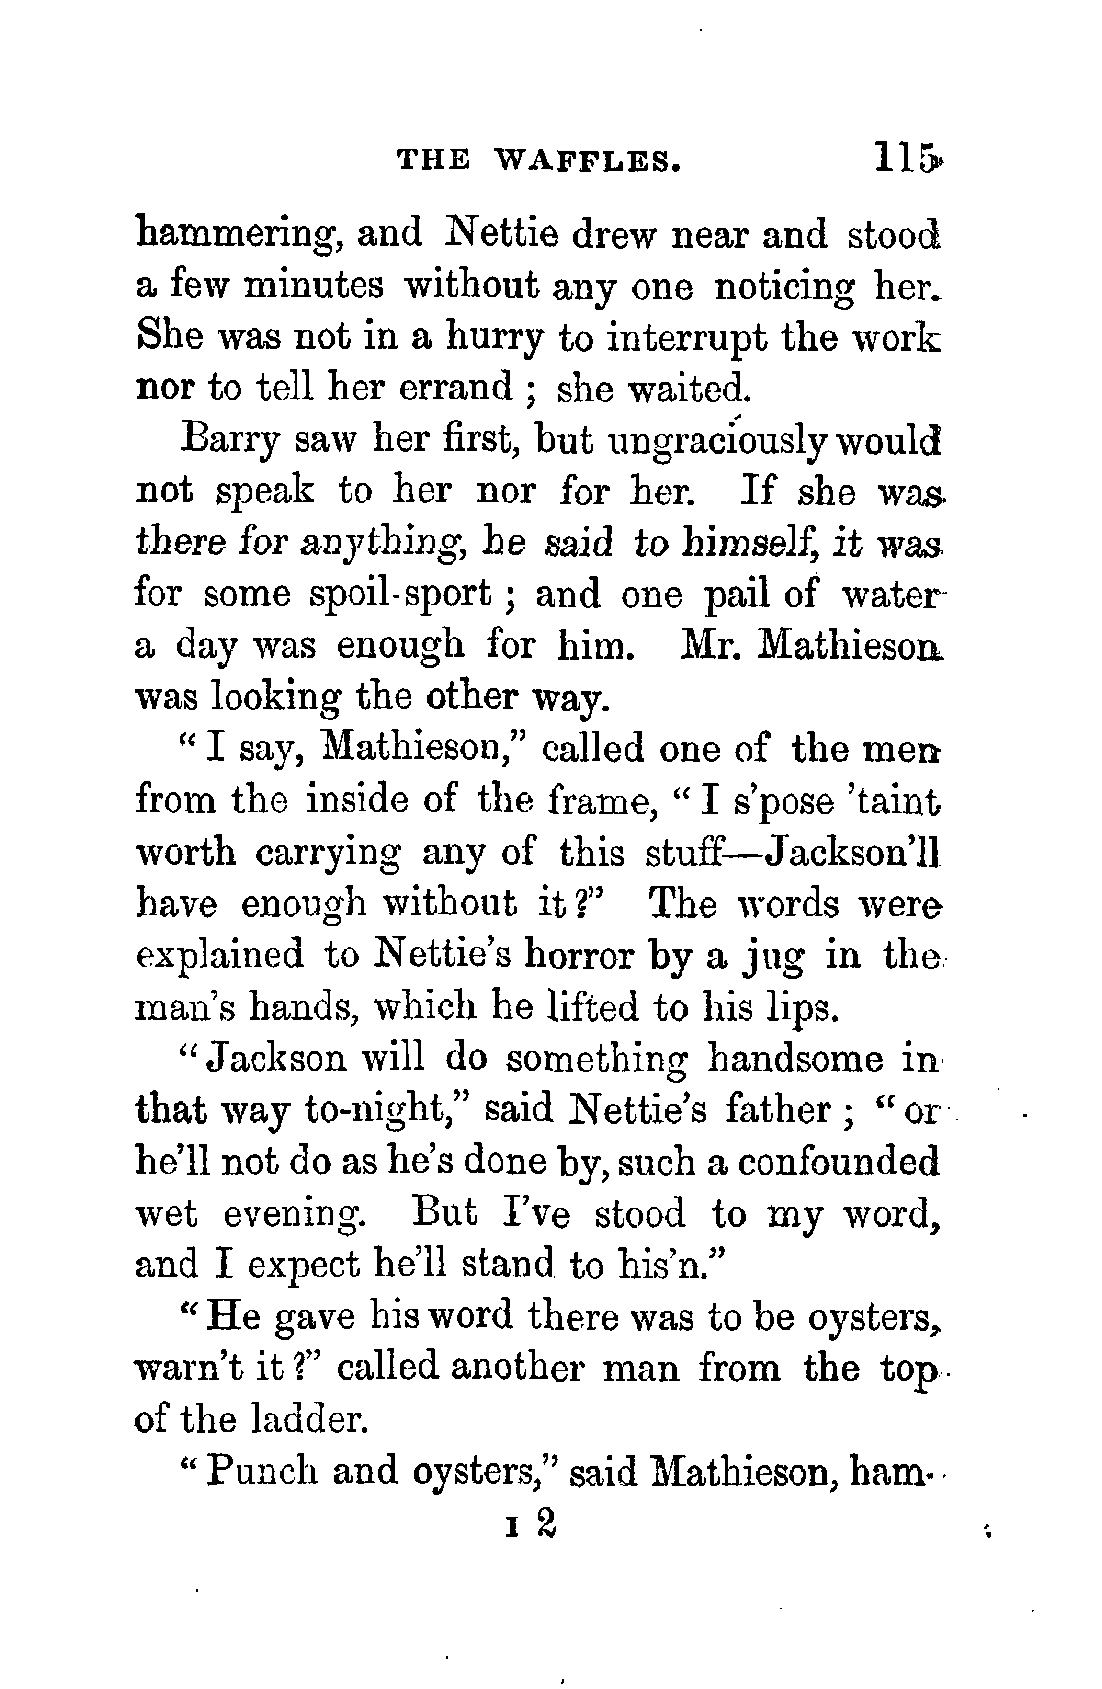 THE WAFFLES. 115
hammering, and Nettie drew near and stood
a few minutes without any one noticing her.
She was not in a hurry to interrupt the work
nor to tell her errand ; she waited.
Barry saw her first, but ungraciously would
not speak to her nor for her. If she was
there for anything, he said to himself, it was
for some spoil-sport ; and one pail of water
a day was enough for him. Mr. Mathieson
was looking the other way.
“ I say, Mathieson,” called one of the men
from the inside of the frame, “ I s’pose ’taint
worth carrying any of this stuff—Jackson’ll
have enough without it ?” The words were
explained to Nettie’s horror by a jug in the
man’s hands, which he lifted to his lips.
“ Jackson will do something handsome in
that way to-night,” said Nettie’s father ; “ or
he’ll not do as he’s done by, such a confounded
wet evening. But I’ve stood to my word,
and I expect he’ll stand to his’n.”
“ He gave his word there was to be oysters,
warn’t it ?” called another man from the top
of the ladder.
“ Punch and oysters,” said Mathieson, ham-
I 2